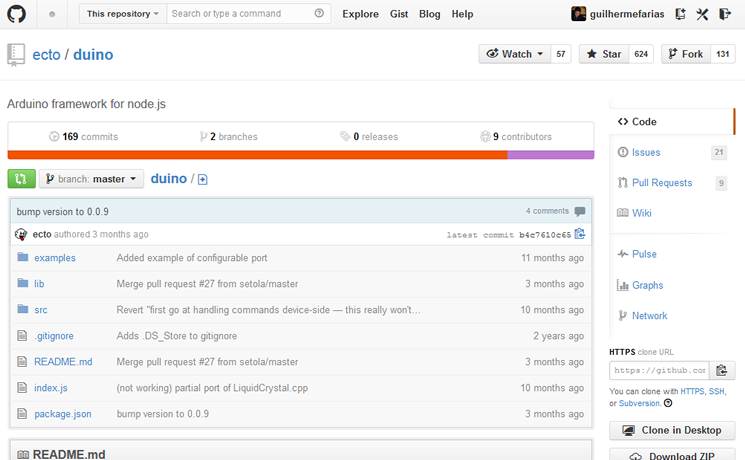 This repository Search or type a command Explore Gist Blog Help guilhermefarias
ecto / duino Watch 57 Star 624 Fork 131
Arduino framework for node.js
169 commits 2 branches 0 releases 9 contributors
branch: master duino /
bump version to 0.0.9 4 comments
ecto authored 3 months ago latest commit b4c7610c65
examples Added example of configurable port 11 months ago
lib Merge pull request #27 from setola/master 3 months ago
src Revert "first go at handling commands device-side — this really won't… 10 months ago
.gitignore Adds .DS_Store to gitignore 2 years ago
README.md Merge pull request #27 from setola/master 3 months ago
index.js (not working) partial port of LiquidCrystal.cpp 10 months ago
package.json bump version to 0.0.9 3 months ago
README.md
Code
Issues 21
Pull Requests 9
Wiki
Pulse
Graphs
Network
HTTPS clone URL
https://github.com
You can clone with HTTPS, SSH,
or Subversion.
Clone in Desktop
Download ZIP